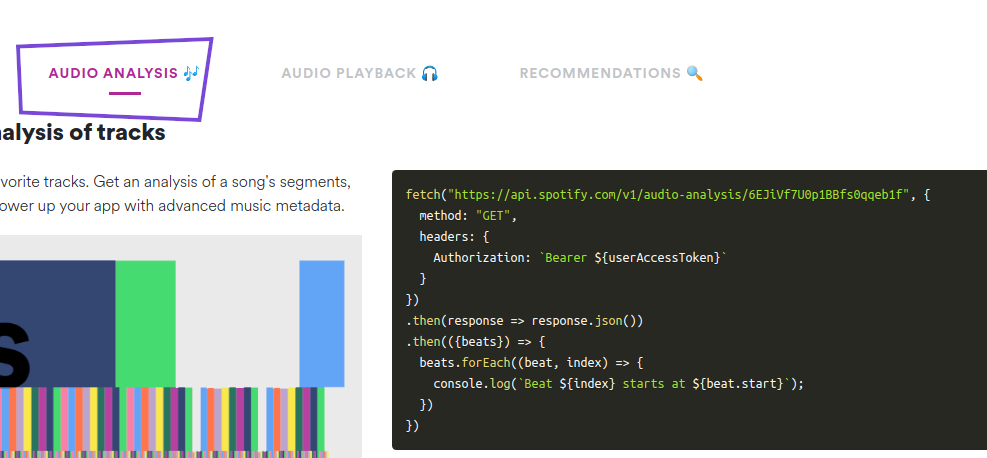 AUDIO ANALYSIS 🎶
AUDIO PLAYBACK 🎧
RECOMMENDATIONS 🔍
nalysis of tracks
vorite tracks. Get an analysis of a song's segments,
ower up your app with advanced music metadata.
s
fetch("https://api.spotify.com/v1/audio-analysis/6EJiVf7U0p1BBfs0qqeb1f", {
  method: "GET",
  headers: {
    Authorization: `Bearer ${userAccessToken}`
  }
})
.then(response => response.json())
.then(({beats}) => {
  beats.forEach((beat, index) => {
    console.log(`Beat ${index} starts at ${beat.start}`);
  })
})